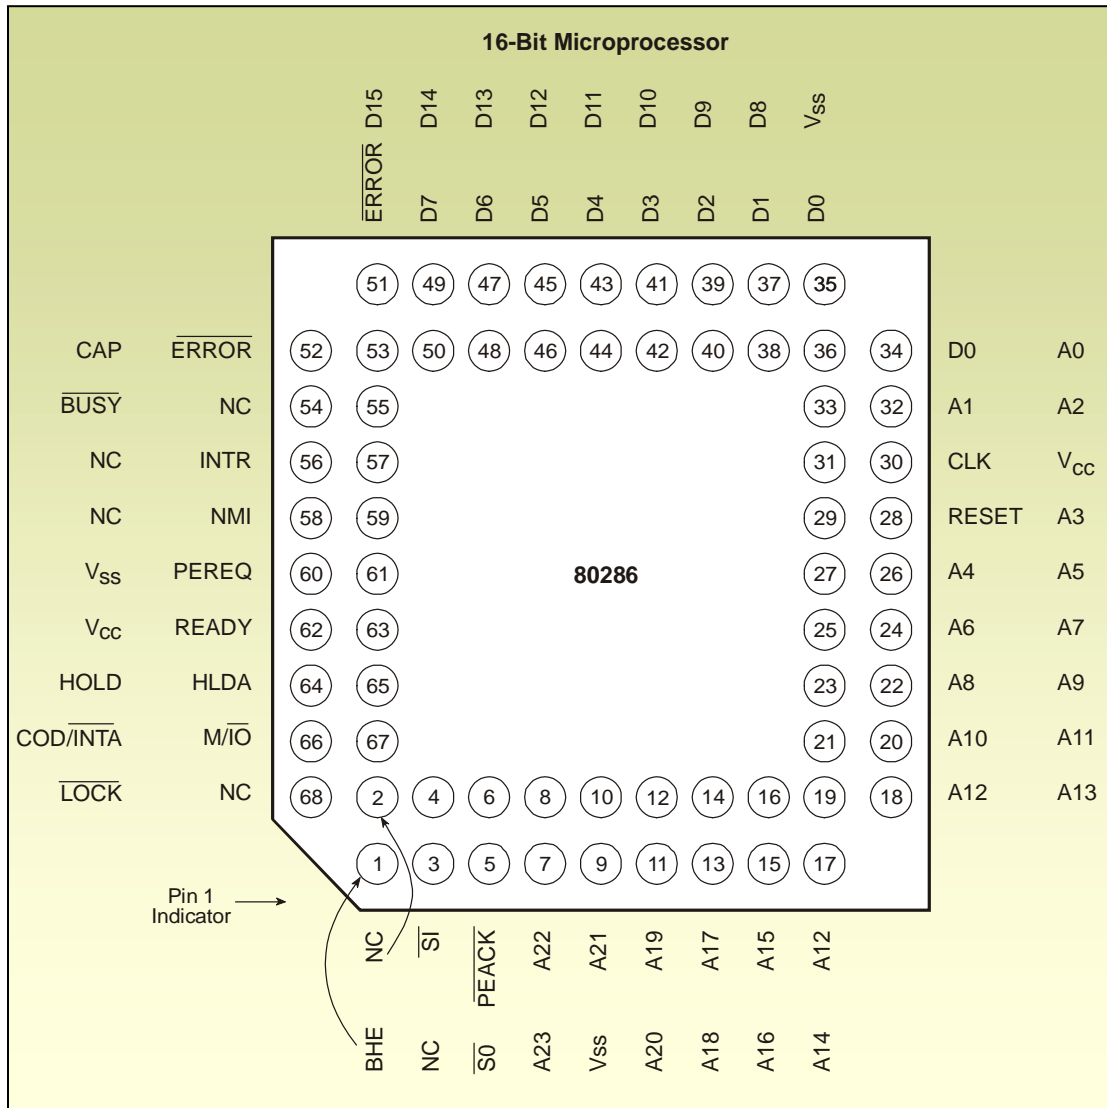 16-Bit Microprocessor
D15 D14 D13 D12 D11 D10 D9 D8 VSS
ERROR D7 D6 D5 D4 D3 D2 D1 D0
51 49 47 45 43 41 39 37 35
CAP ERROR 52 53 50 48 46 44 42 40 38 36 34 D0 A0
BUSY NC 54 55 33 32 A1 A2
NC INTR 56 57 31 30 CLK VCC
NC NMI 58 59 29 28 RESET A3
VSS PEREQ 60 61 80286 27 26 A4 A5
VCC READY 62 63 25 24 A6 A7
HOLD HLDA 64 65 23 22 A8 A9
COD/INTA M/IO 66 67 21 20 A10 A11
LOCK NC 68 2 4 6 8 10 12 14 16 19 18 A12 A13
1 3 5 7 9 11 13 15 17
Pin 1
Indicator
NC SI PEACK A22 A21 A19 A17 A15 A12
BHE NC S0 A23 Vss A20 A18 A16 A14